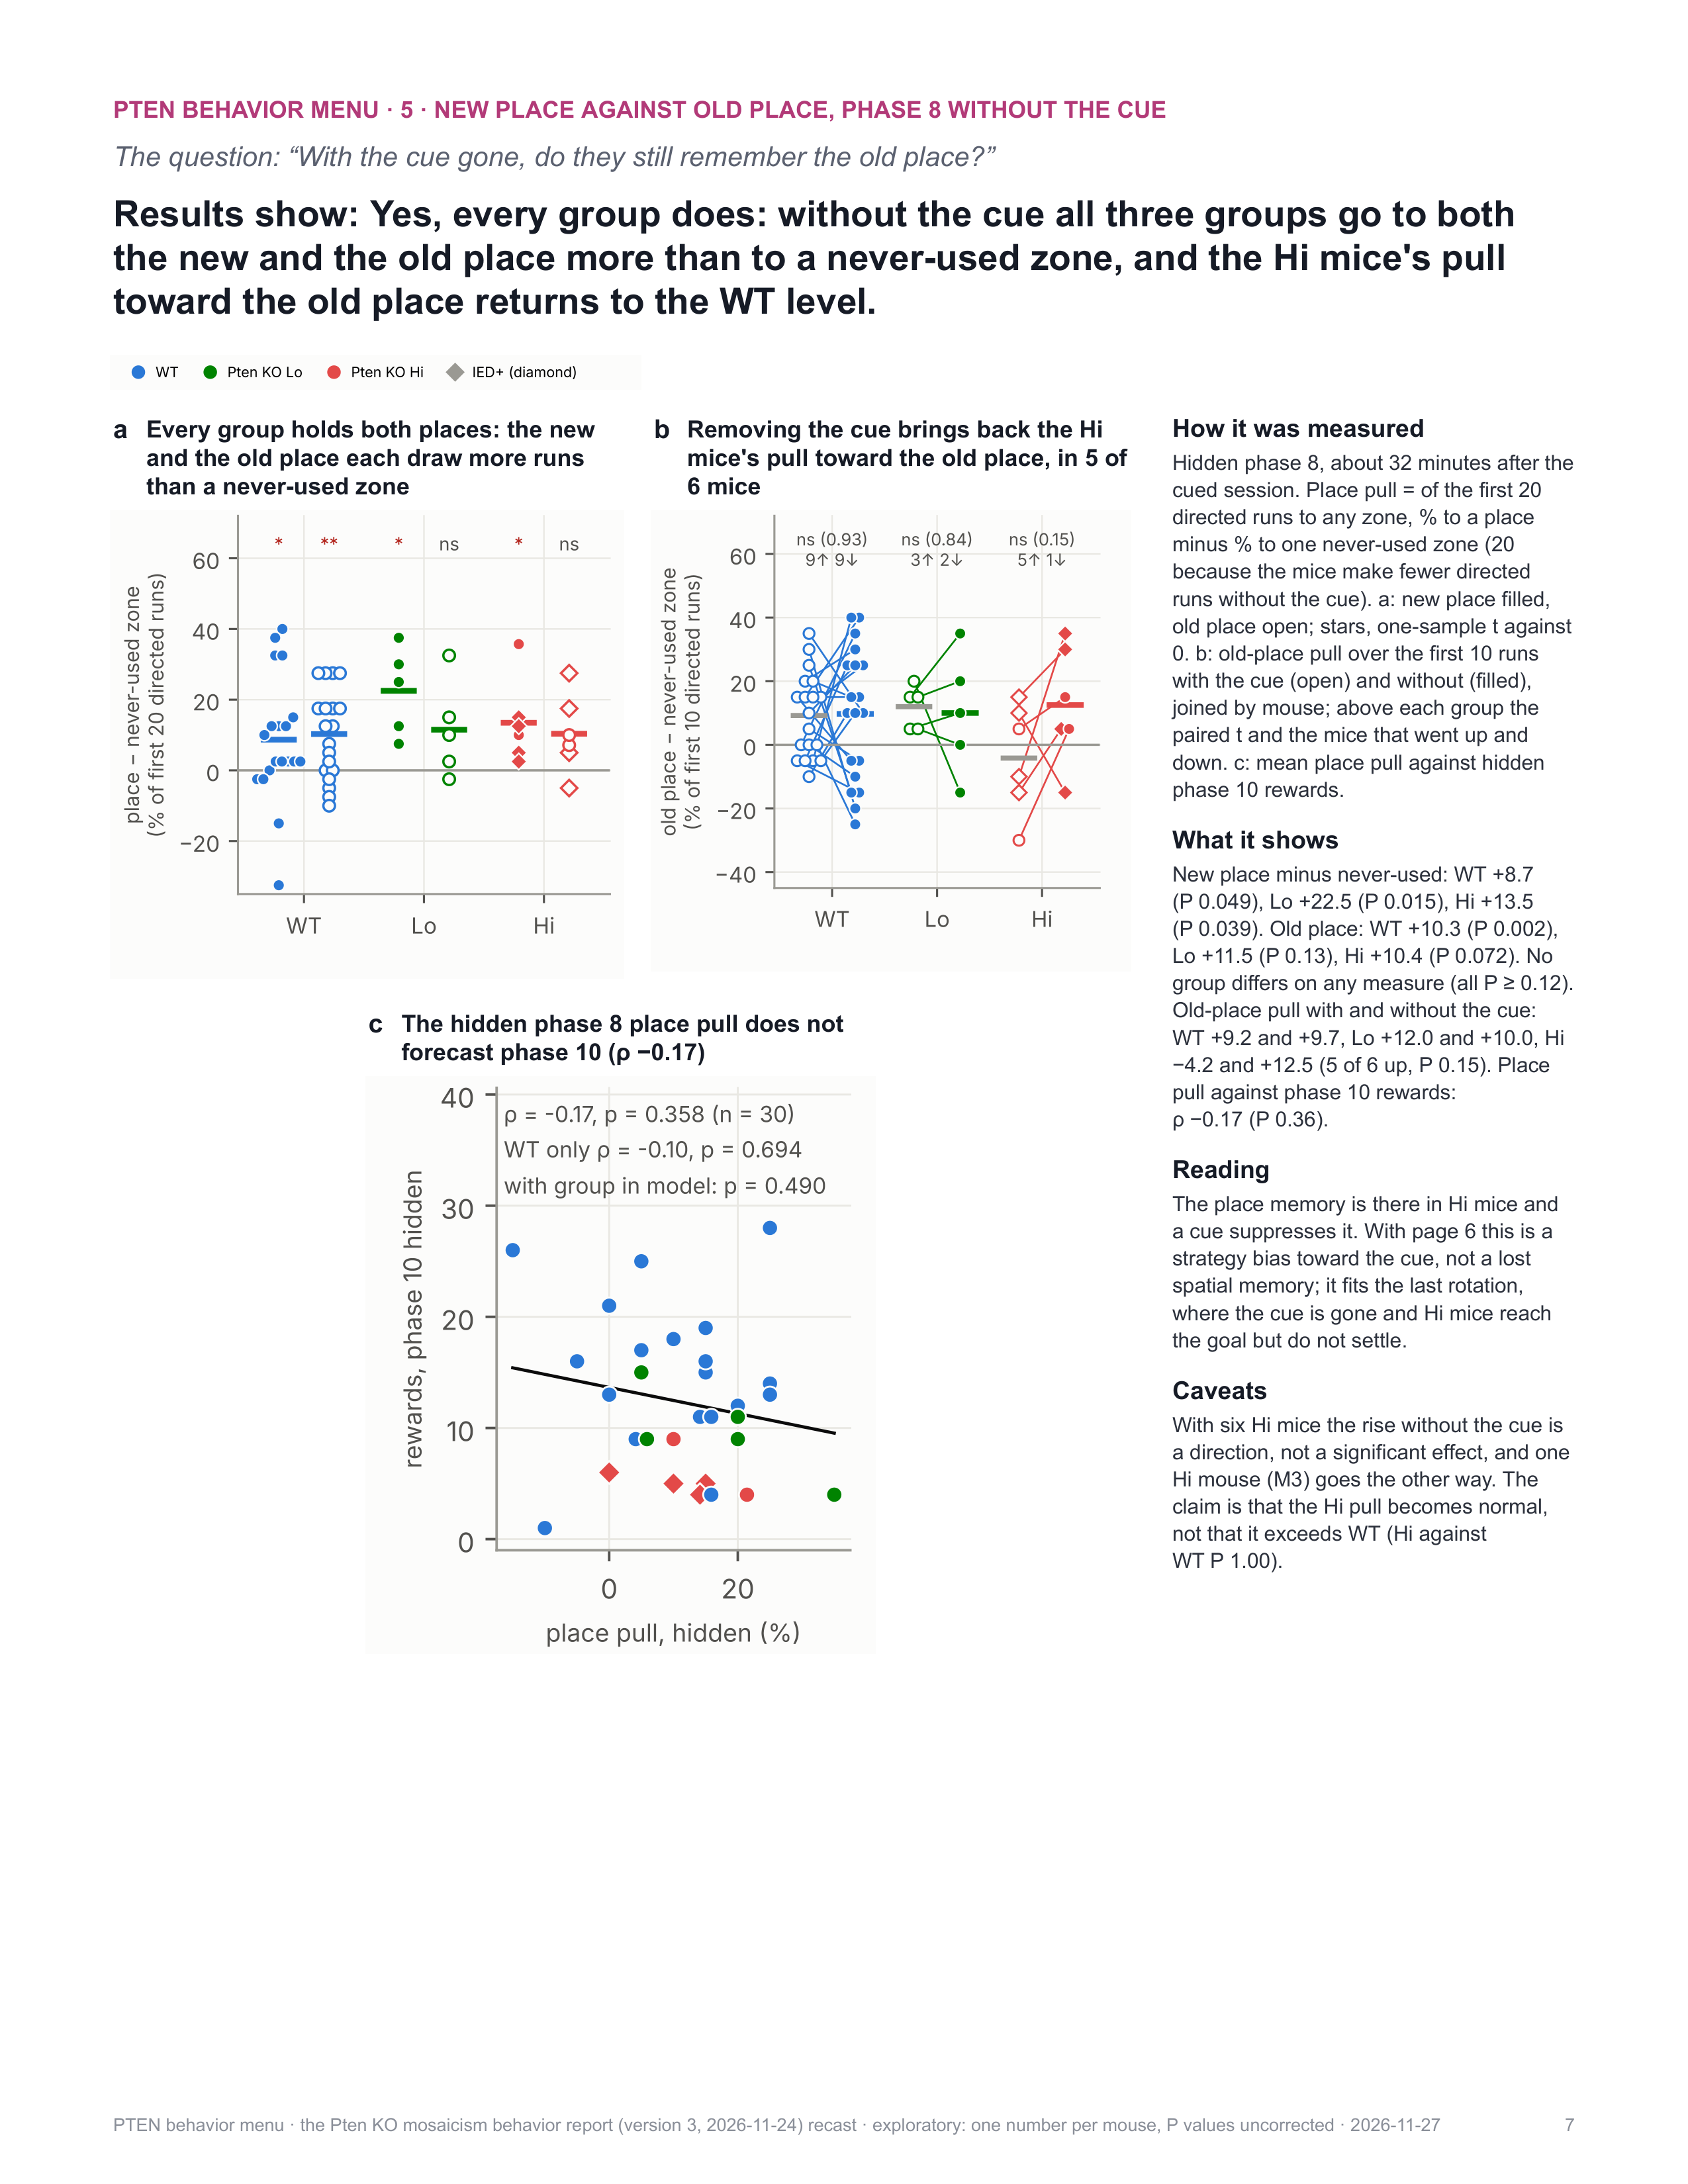 PTEN BEHAVIOR MENU · 5 · NEW PLACE AGAINST OLD PLACE, PHASE 8 WITHOUT THE CUE
The question: “With the cue gone, do they still remember the old place?”
Results show: Yes, every group does: without the cue all three groups go to both
the new and the old place more than to a never-used zone, and the Hi mice's pull
toward the old place returns to the WT level.
WT Pten KO Lo Pten KO Hi IED+ (diamond)
a Every group holds both places: the new
and the old place each draw more runs
than a never-used zone
* ** * ns * ns
place − never-used zone
(% of first 20 directed runs)
60
40
20
0
−20
WT Lo Hi
b Removing the cue brings back the Hi
mice's pull toward the old place, in 5 of
6 mice
ns (0.93) ns (0.84) ns (0.15)
9↑ 9↓ 3↑ 2↓ 5↑ 1↓
old place − never-used zone
(% of first 10 directed runs)
60
40
20
0
−20
−40
WT Lo Hi
c The hidden phase 8 place pull does not
forecast phase 10 (ρ −0.17)
ρ = -0.17, p = 0.358 (n = 30)
WT only ρ = -0.10, p = 0.694
with group in model: p = 0.490
rewards, phase 10 hidden
40
30
20
10
0
0 20
place pull, hidden (%)
How it was measured
Hidden phase 8, about 32 minutes after the
cued session. Place pull = of the first 20
directed runs to any zone, % to a place
minus % to one never-used zone (20
because the mice make fewer directed
runs without the cue). a: new place filled,
old place open; stars, one-sample t against
0. b: old-place pull over the first 10 runs
with the cue (open) and without (filled),
joined by mouse; above each group the
paired t and the mice that went up and
down. c: mean place pull against hidden
phase 10 rewards.
What it shows
New place minus never-used: WT +8.7
(P 0.049), Lo +22.5 (P 0.015), Hi +13.5
(P 0.039). Old place: WT +10.3 (P 0.002),
Lo +11.5 (P 0.13), Hi +10.4 (P 0.072). No
group differs on any measure (all P ≥ 0.12).
Old-place pull with and without the cue:
WT +9.2 and +9.7, Lo +12.0 and +10.0, Hi
−4.2 and +12.5 (5 of 6 up, P 0.15). Place
pull against phase 10 rewards:
ρ −0.17 (P 0.36).
Reading
The place memory is there in Hi mice and
a cue suppresses it. With page 6 this is a
strategy bias toward the cue, not a lost
spatial memory; it fits the last rotation,
where the cue is gone and Hi mice reach
the goal but do not settle.
Caveats
With six Hi mice the rise without the cue is
a direction, not a significant effect, and one
Hi mouse (M3) goes the other way. The
claim is that the Hi pull becomes normal,
not that it exceeds WT (Hi against
WT P 1.00).
PTEN behavior menu · the Pten KO mosaicism behavior report (version 3, 2026-11-24) recast · exploratory: one number per mouse, P values uncorrected · 2026-11-27 7